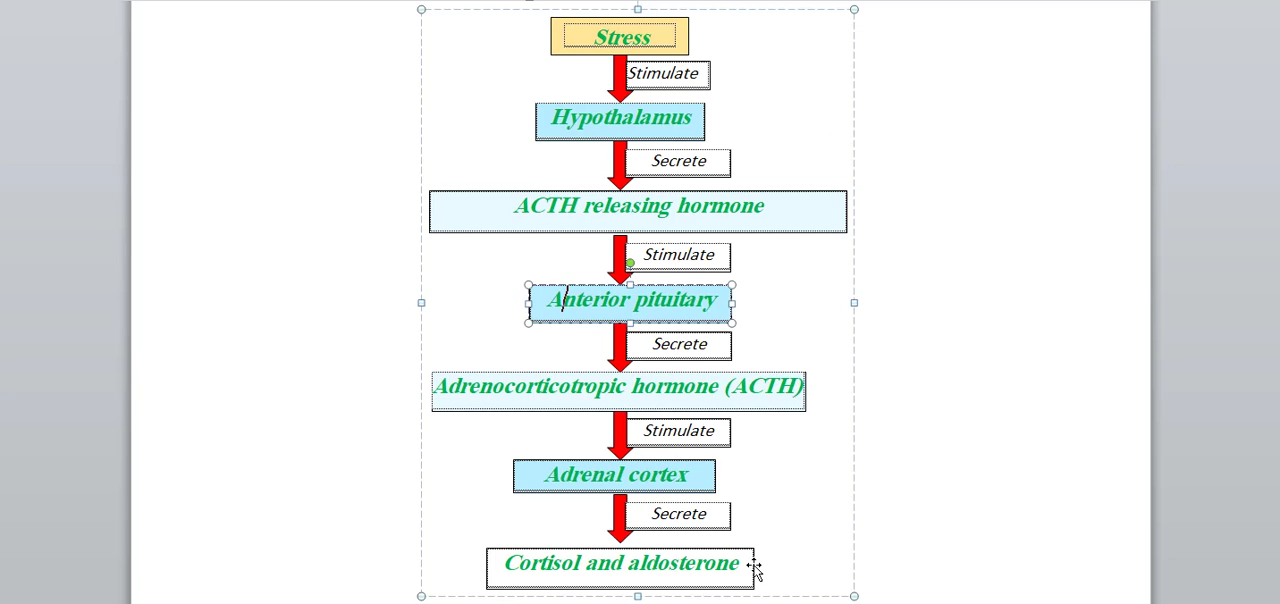 Stress
Stimulate
Hypothalamus
Secrete
ACTH releasing hormone
Stimulate
Anterior pituitary
Secrete
Adrenocorticotropic hormone (ACTH)
Stimulate
Adrenal cortex
Secrete
Cortisol and aldosterone